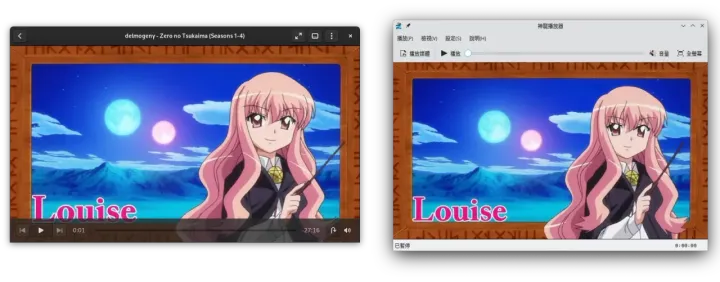 delmogeny - Zero no Tsukaima (Seasons 1-4)
Louise
0:01
-27:16
神龍播放器
播放(P) 檢視(V) 設定(S) 說明(H)
播放媒體 播放 音量 全螢幕
Louise
已暫停
0:00:00